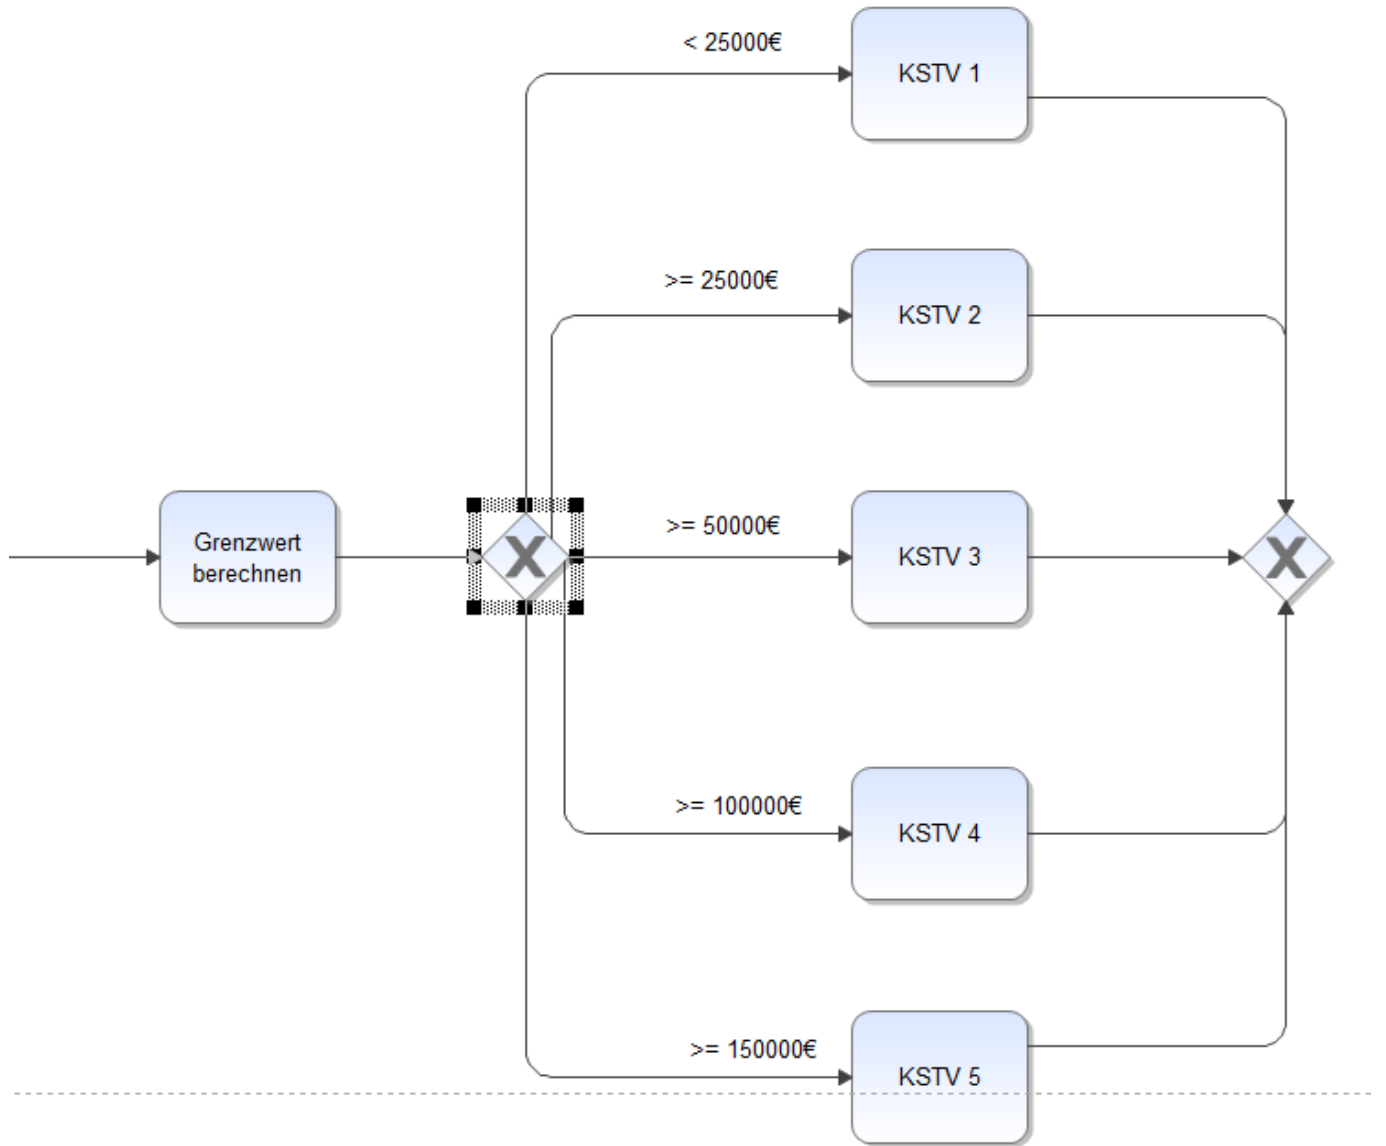 < 25000€
KSTV 1
>= 25000€
KSTV 2
Grenzwert
berechnen
X
>= 50000€
KSTV 3
X
>= 100000€
KSTV 4
>= 150000€
KSTV 5